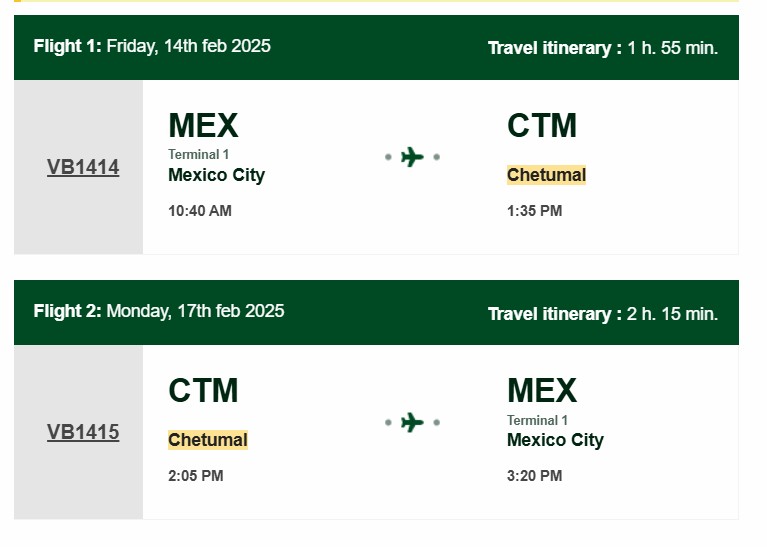 Flight 1: Friday, 14th feb 2025
Travel itinerary : 1 h. 55 min.
VB1414
MEX
Terminal 1
Mexico City
10:40 AM
CTM
Chetumal
1:35 PM
Flight 2: Monday, 17th feb 2025
Travel itinerary : 2 h. 15 min.
VB1415
CTM
Chetumal
2:05 PM
MEX
Terminal 1
Mexico City
3:20 PM